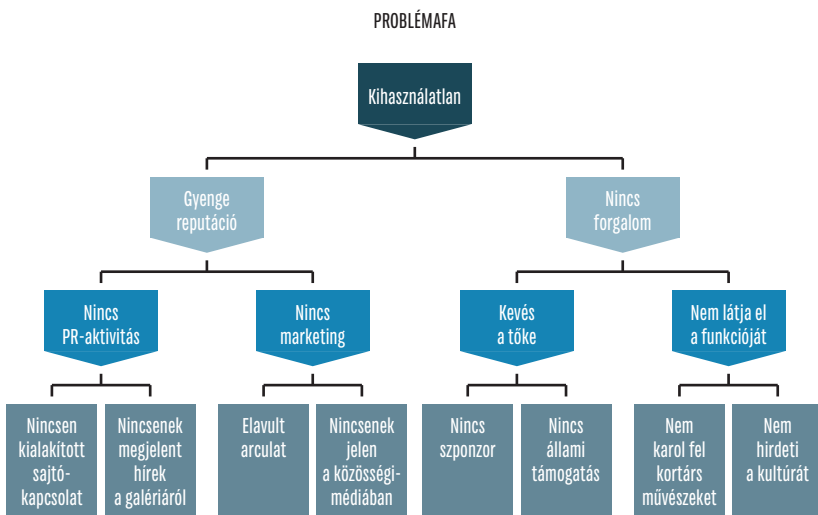 PROBLÉMAFA
Kihasználatlan
Gyenge
reputáció
Nincs
forgalom
Nincs
PR-aktivitás
Nincs
marketing
Kevés
a tőke
Nem látja el
a funkcióját
Nincsen
kialakított
sajtó-
kapcsolat
Nincsenek
megjelent
hírek
a galériáról
Elavult
arculat
Nincsenek
jelen
a közösségi-
médiában
Nincs
szponzor
Nincs
állami
támogatás
Nem
karol fel
kortárs
művészeket
Nem
hirdeti
a kultúrát